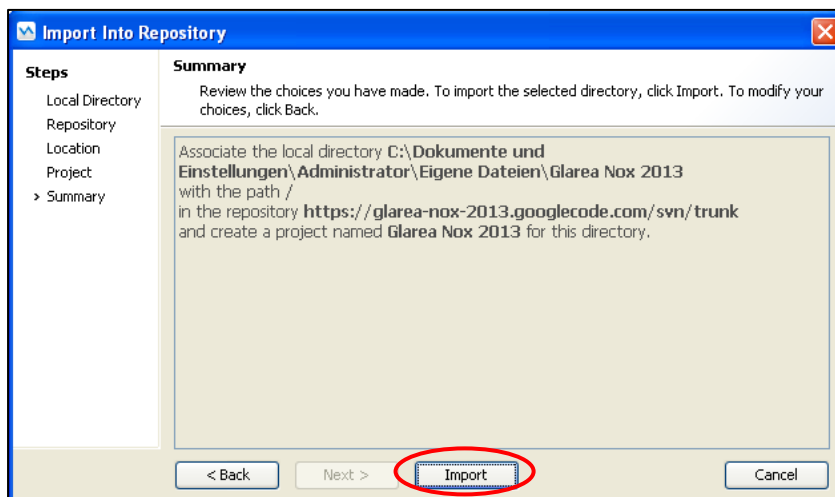 Import Into Repository
Steps
Local Directory
Repository
Location
Project
> Summary
Summary
Review the choices you have made. To import the selected directory, click Import. To modify your
choices, click Back.
Associate the local directory C:\Dokumente und
Einstellungen\Administrator\Eigene Dateien\Glarea Nox 2013
with the path /
in the repository https://glarea-nox-2013.googlecode.com/svn/trunk
and create a project named Glarea Nox 2013 for this directory.
< Back
Next >
Import
Cancel